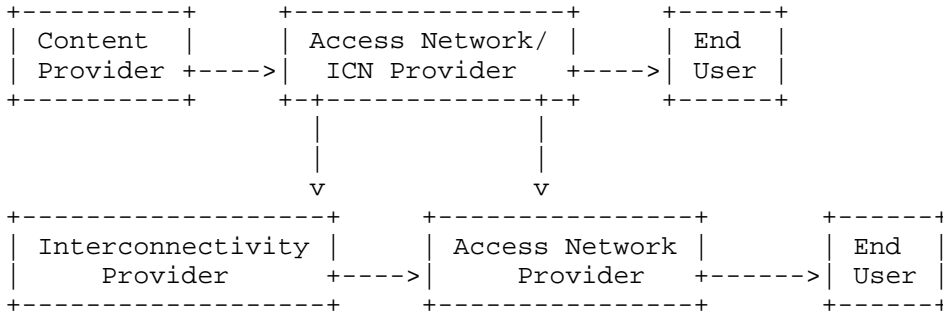 +----------+      +-----------------+      +------+
| Content  |      | Access Network/ |      | End  |
| Provider +---->|   ICN Provider   +---->| User |
+----------+      +-+-------------+-+      +------+
                    |             |
                    |             |
                    v             v
+-------------------+     +----------------+       +------+
| Interconnectivity |     | Access Network |       | End  |
|     Provider      +---->|    Provider    +------>| User |
+-------------------+     +----------------+       +------+